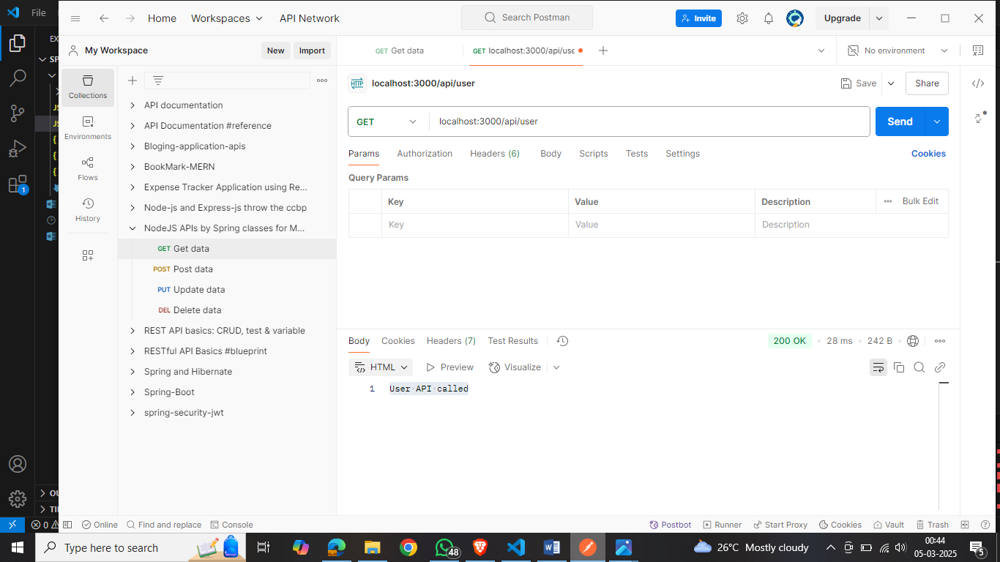 File
Home
Workspaces
API Network
Search Postman
Invite
Upgrade
EX
My Workspace
New
Import
GET Get data
GET localhost:3000/api/use
No environment
SP
Collections
Environments
Flows
History
API documentation
API Documentation #reference
Bloging-application-apis
BookMark-MERN
Expense Tracker Application using Re...
Node-js and Express-js throw the ccbp
NodeJS APIs by Spring classes for M...
GET Get data
POST Post data
PUT Update data
DEL Delete data
REST API basics: CRUD, test & variable
RESTful API Basics #blueprint
Spring and Hibernate
Spring-Boot
spring-security-jwt
HTTP localhost:3000/api/user
Save
Share
GET
localhost:3000/api/user
Send
Params
Authorization
Headers (6)
Body
Scripts
Tests
Settings
Cookies
Query Params
Key
Value
Description
Bulk Edit
Key
Value
Description
Body
Cookies
Headers (7)
Test Results
200 OK
28 ms
242 B
HTML
Preview
Visualize
1 User API called
JS
JS
1
OU
TI
0
Online
Find and replace
Console
Postbot
Runner
Start Proxy
Cookies
Vault
Trash
Type here to search
48
26°C Mostly cloudy
00:44
05-03-2025
5